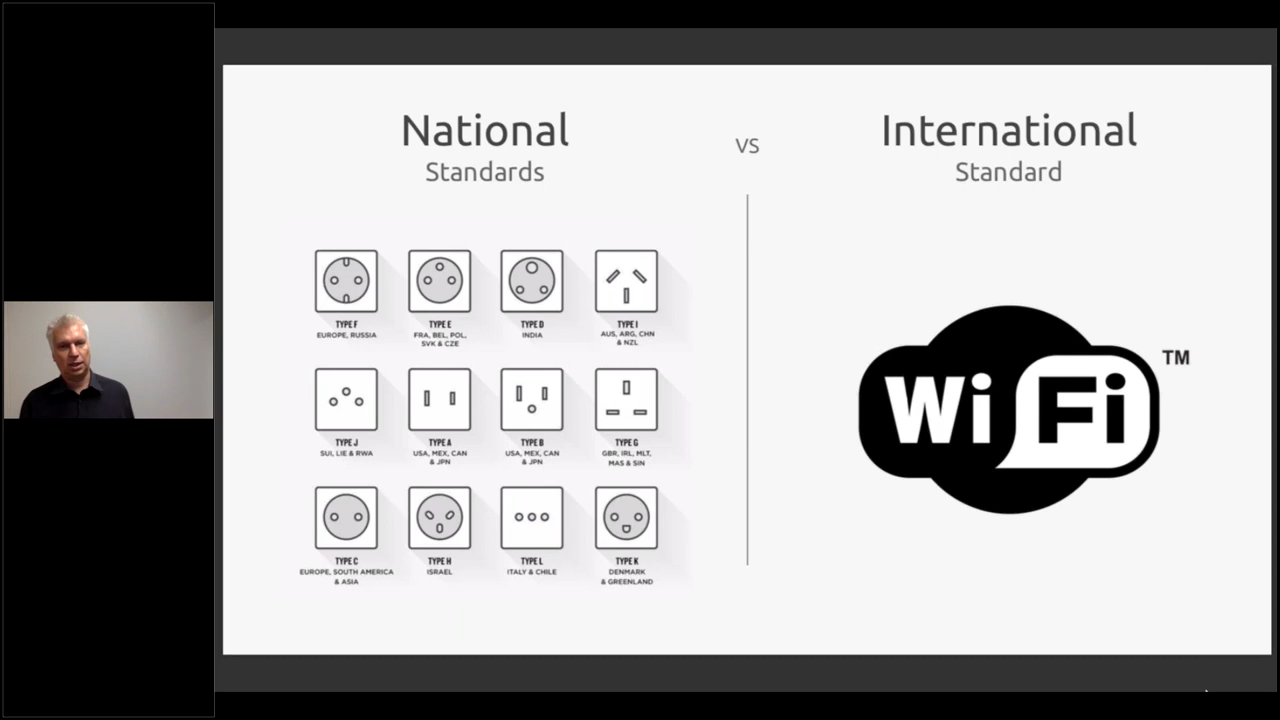 National
Standards
VS
International
Standard
TYPE F
EUROPE, RUSSIA
TYPE E
FRA, BEL, POL,
SVK & CZE
TYPE D
INDIA
TYPE I
AUS, ARG, CHN
& NZL
TYPE J
SUI, LIE & RWA
TYPE A
USA, MEX, CAN
& JPN
TYPE B
USA, MEX, CAN
& JPN
TYPE G
GBR, IRL, MLT,
MAS & SIN
TYPE C
EUROPE, SOUTH AMERICA
& ASIA
TYPE H
ISRAEL
TYPE L
ITALY & CHILE
TYPE K
DENMARK
& GREENLAND
Wi Fi TM